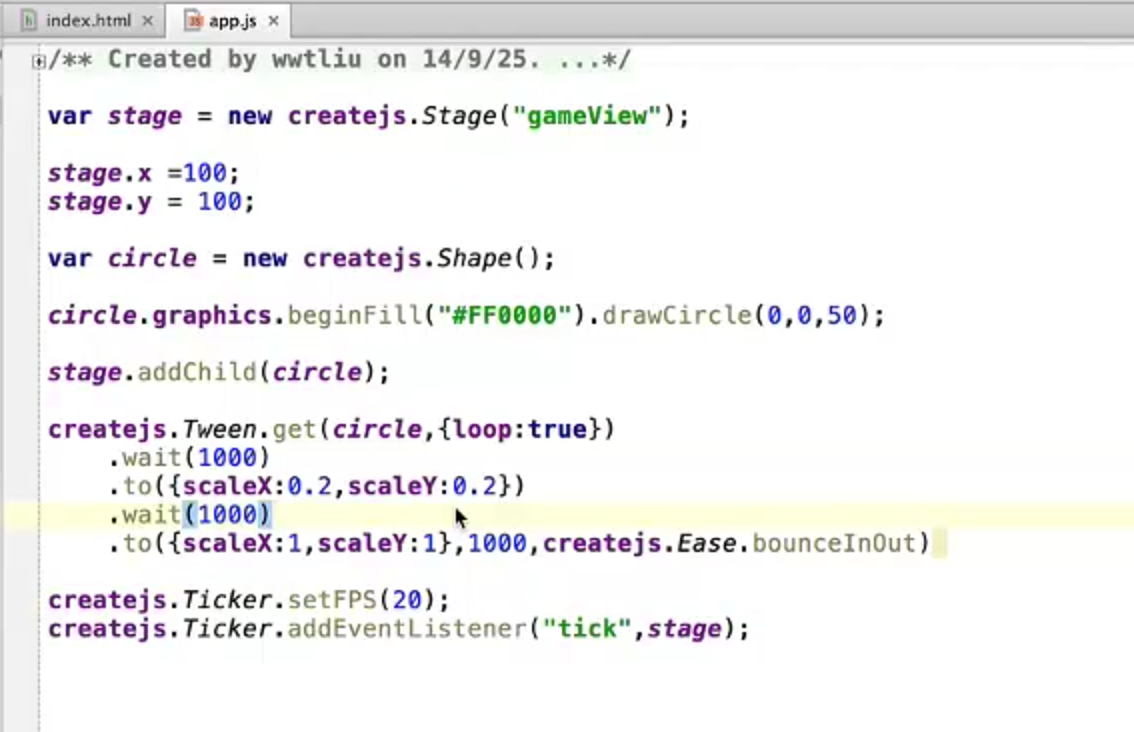 index.html × app.js ×
/** Created by wwtliu on 14/9/25. ...*/
var stage = new createjs.Stage("gameView");
stage.x =100;
stage.y = 100;
var circle = new createjs.Shape();
circle.graphics.beginFill("#FF0000").drawCircle(0,0,50);
stage.addChild(circle);
createjs.Tween.get(circle,{loop:true})
    .wait(1000)
    .to({scaleX:0.2,scaleY:0.2})
    .wait(1000)
    .to({scaleX:1,scaleY:1},1000,createjs.Ease.bounceInOut)
createjs.Ticker.setFPS(20);
createjs.Ticker.addEventListener("tick",stage);